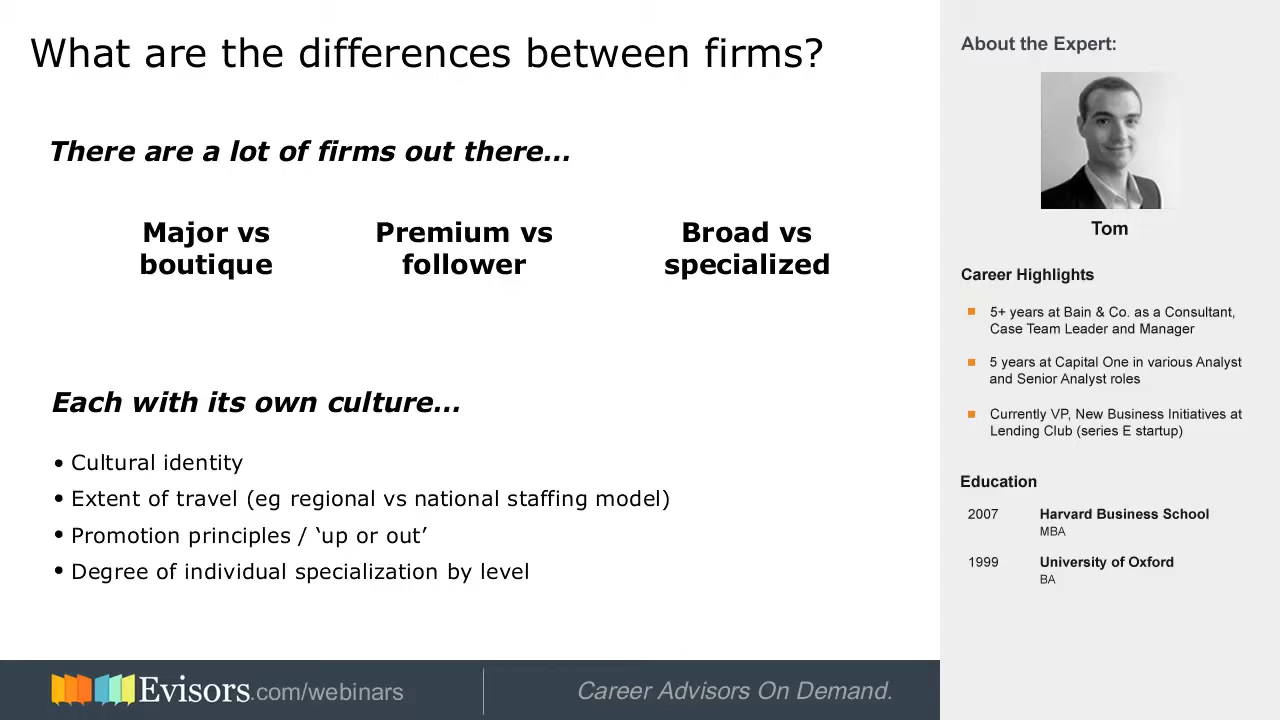 What are the differences between firms?
There are a lot of firms out there...
Major vs
boutique
Premium vs
follower
Broad vs
specialized
Each with its own culture...
• Cultural identity
• Extent of travel (eg regional vs national staffing model)
• Promotion principles / ‘up or out’
• Degree of individual specialization by level
Evisors.com/webinars
Career Advisors On Demand.
About the Expert:
Tom
Career Highlights
5+ years at Bain & Co. as a Consultant,
Case Team Leader and Manager
5 years at Capital One in various Analyst
and Senior Analyst roles
Currently VP, New Business Initiatives at
Lending Club (series E startup)
Education
2007 Harvard Business School
MBA
1999 University of Oxford
BA